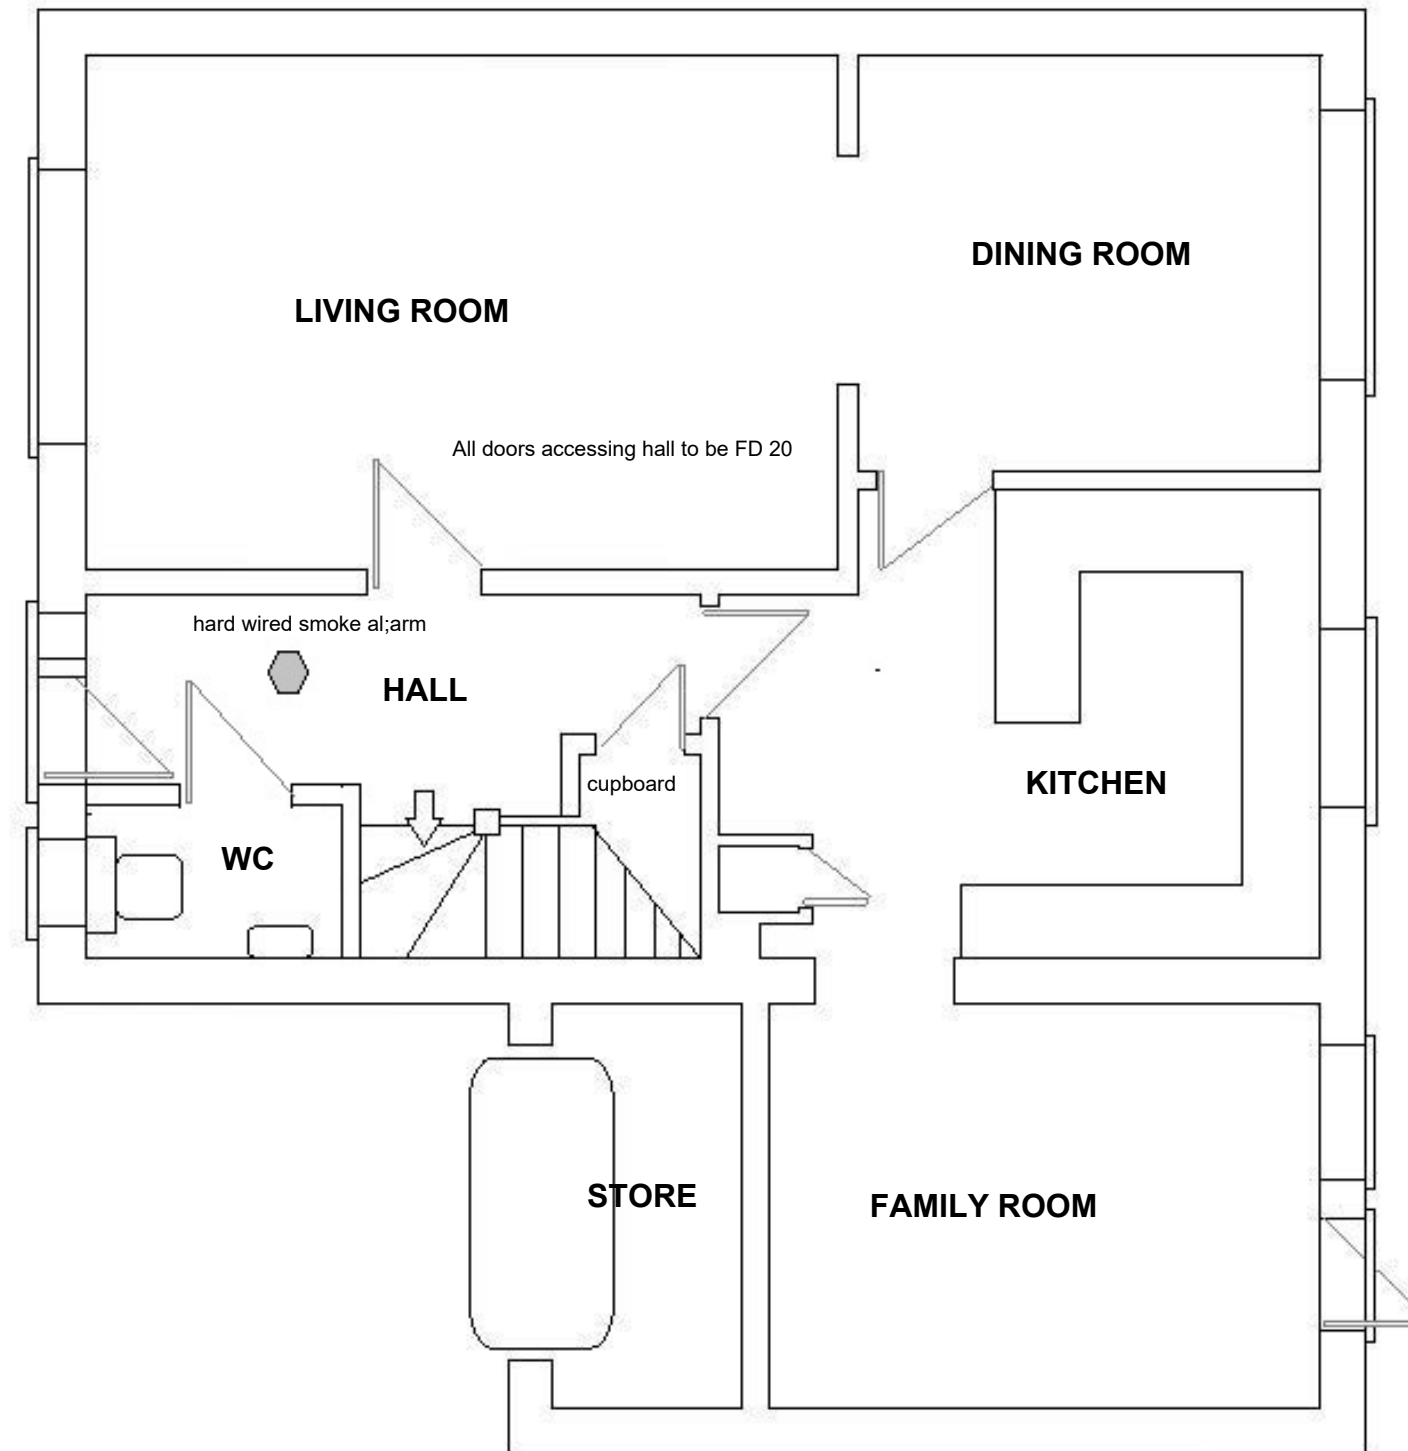 DINING ROOM
LIVING ROOM
All doors accessing hall to be FD 20
hard wired smoke al;arm
HALL
cupboard
KITCHEN
WC
STORE
FAMILY ROOM